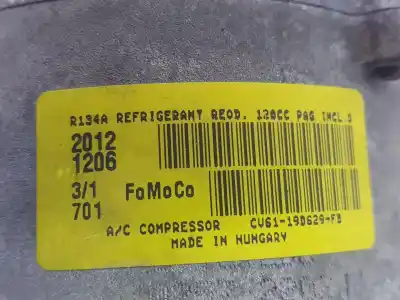 R134A REFRIGERANT REQD. 120CC PAG INCL.D
2012
1206
3/1 FoMoCo
701
A/C COMPRESSOR CV61-19D629-FB
MADE IN HUNGARY